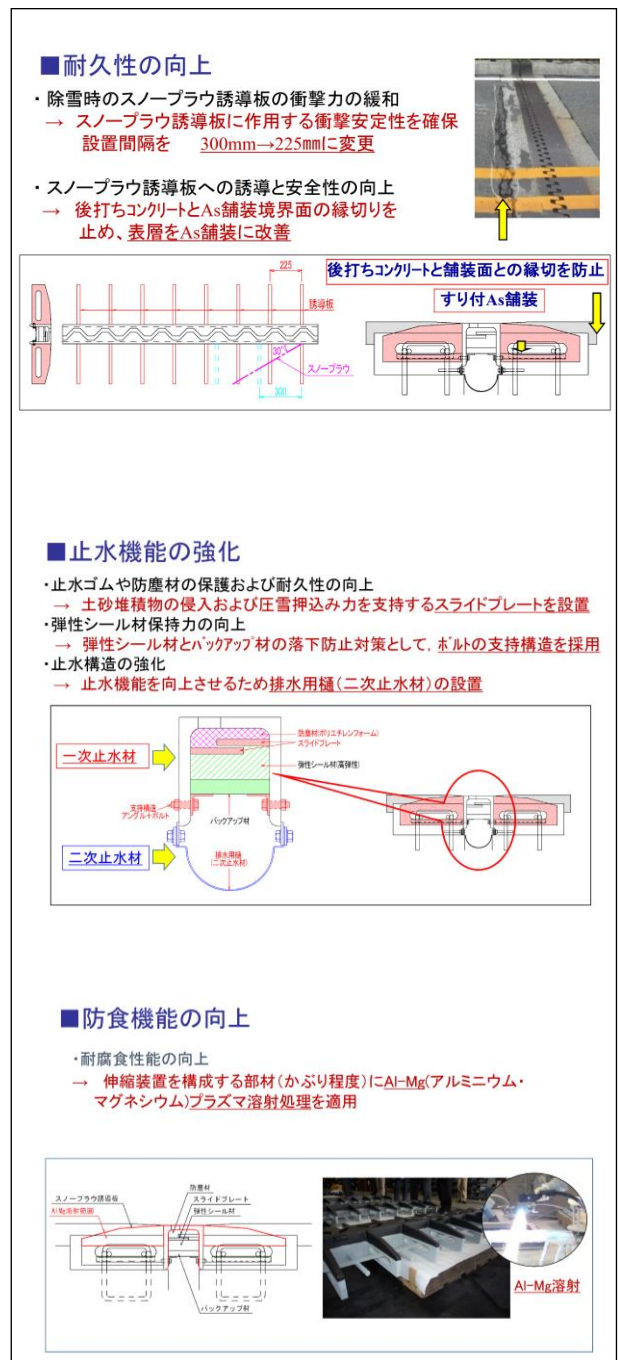 ■耐久性の向上
・除雪時のスノープラウ誘導板の衝撃力の緩和
→ スノープラウ誘導板に作用する衝撃安定性を確保
設置間隔を 300mm→225㎜に変更
・スノープラウ誘導板への誘導と安全性の向上
→ 後打ちｺﾝｸﾘｰﾄとAs舗装境界面の縁切りを
止め、表層をAs舗装に改善
225
誘導板
30°
スノープラウ
300
後打ちｺﾝｸﾘｰﾄと舗装面との縁切を防止
すり付As舗装
■止水機能の強化
・止水ゴムや防塵材の保護および耐久性の向上
→ 土砂堆積物の侵入および圧雪押込み力を支持するスライドプレートを設置
・弾性シール材保持力の向上
→ 弾性シール材とﾊﾞｯｸｱｯﾌﾟ材の落下防止対策として，ﾎﾞﾙﾄの支持構造を採用
・止水構造の強化
→ 止水機能を向上させるため排水用樋（二次止水材）の設置
一次止水材
防塵材(ポリエチレンフォーム)
スライドプレート
弾性シール材(高弾性)
支持構造
アングル＋ボルト
バックアップ材
二次止水材
排水用樋
(二次止水材)
■防食機能の向上
・耐腐食性能の向上
→ 伸縮装置を構成する部材（かぶり程度）にAl-Mg(アルミニウム・
マグネシウム)プラズマ溶射処理を適用
スノープラウ誘導板
Al-Mg溶射範囲
防塵材
スライドプレート
弾性シール材
バックアップ材
Al-Mg溶射